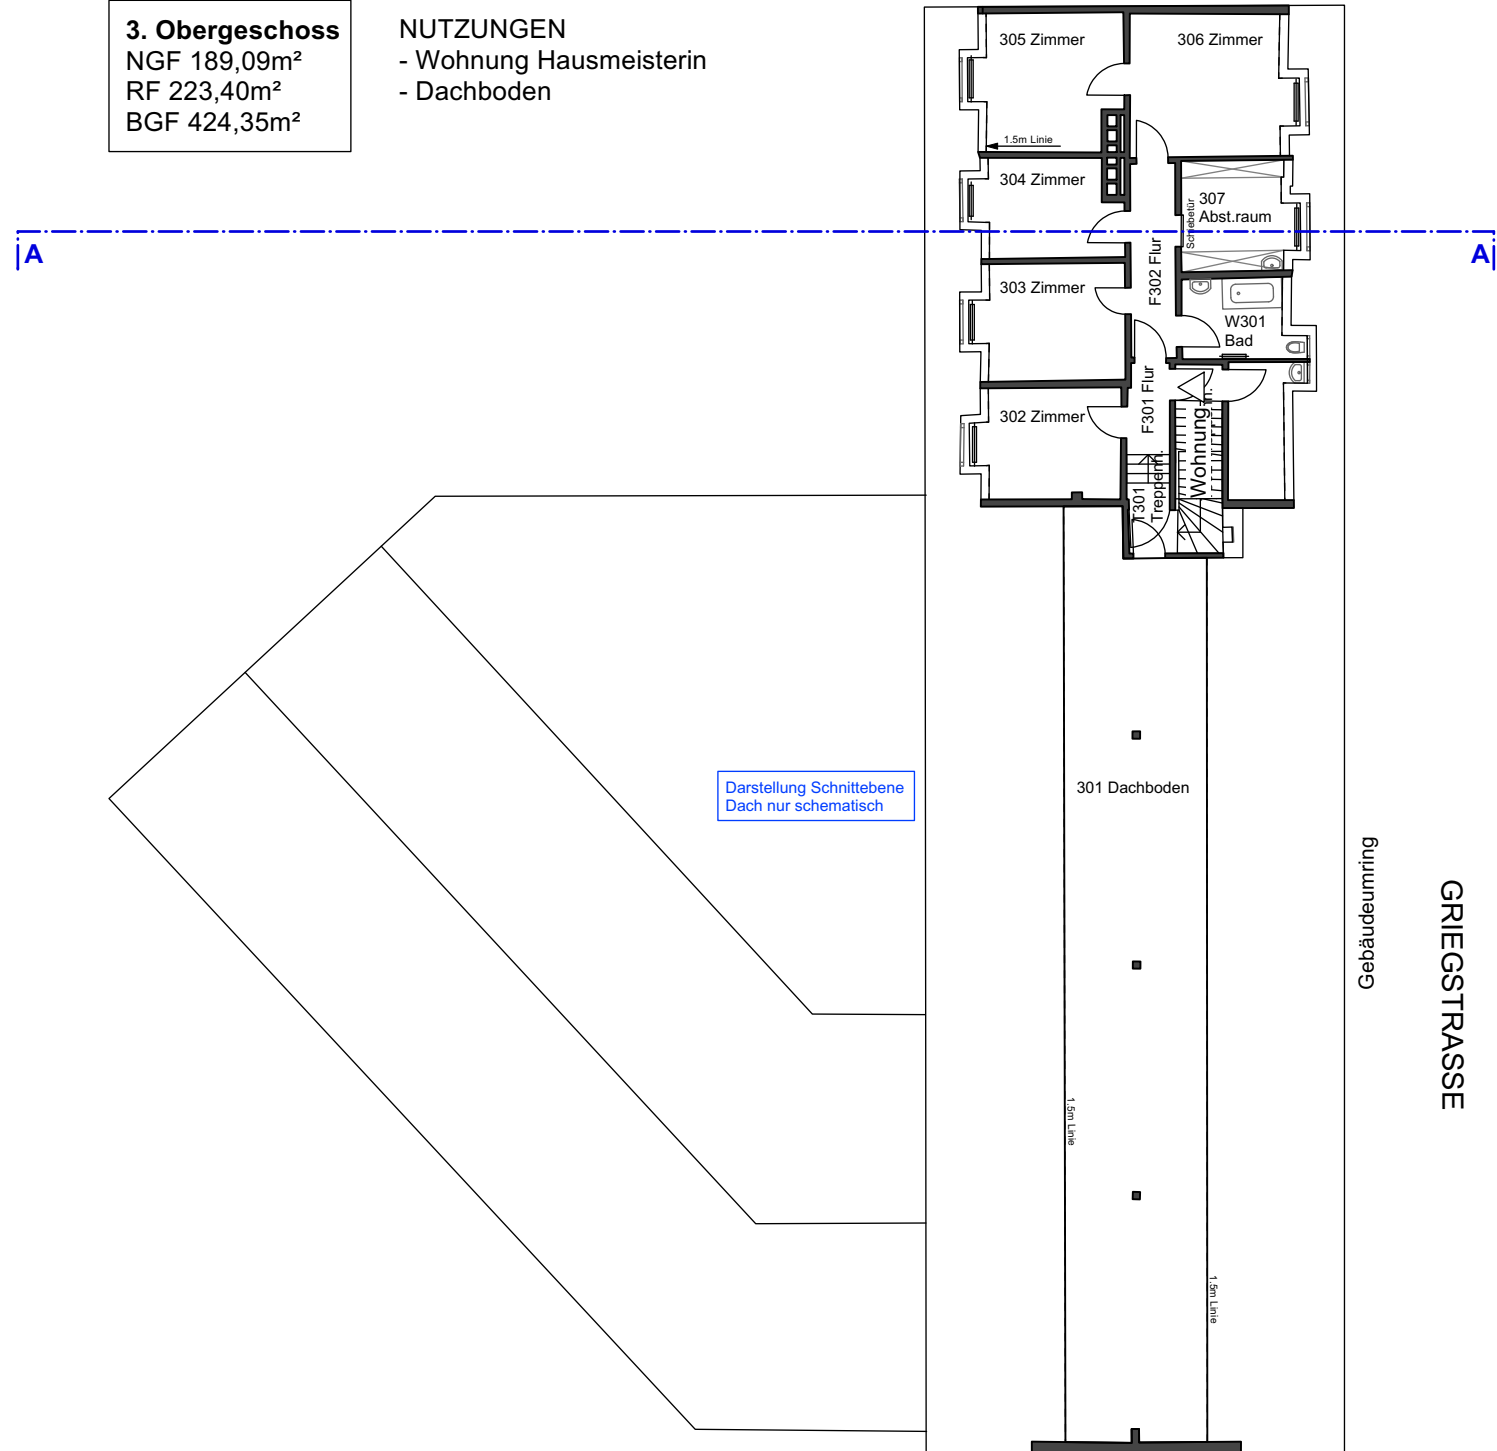 3. Obergeschoss
NGF 189,09m²
RF 223,40m²
BGF 424,35m²
NUTZUNGEN
- Wohnung Hausmeisterin
- Dachboden
305 Zimmer
306 Zimmer
1.5m Linie
304 Zimmer
307
Abst.raum
Schiebetür
A
A
F302 Flur
303 Zimmer
W301
Bad
F301 Flur
302 Zimmer
Wohnung
T301
Treppenh.
Darstellung Schnittebene
Dach nur schematisch
301 Dachboden
Gebäudeumring
GRIEGSTRASSE
1.5m Linie
1.5m Linie